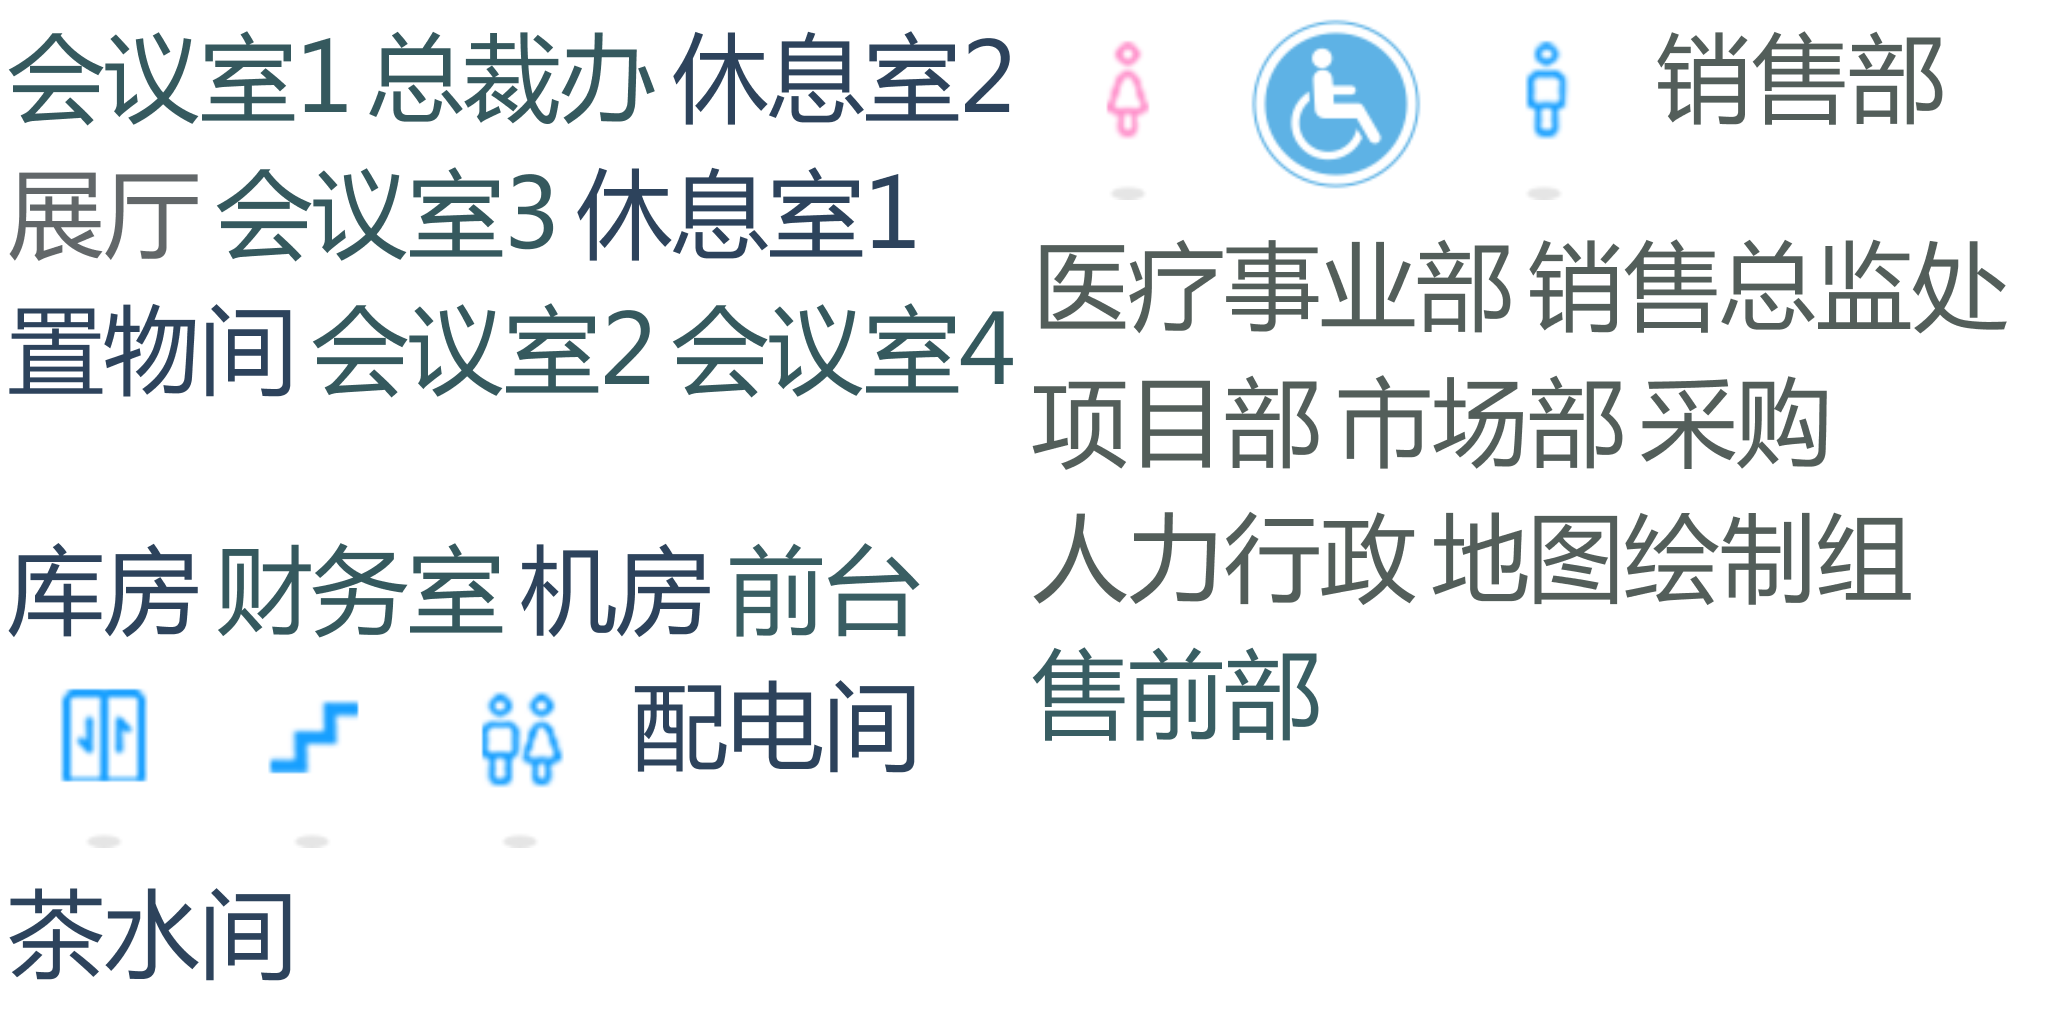 会议室1 总裁办 休息室2
展厅 会议室3 休息室1
置物间 会议室2 会议室4
库房 财务室 机房 前台
配电间
茶水间
销售部
医疗事业部 销售总监处
项目部 市场部 采购
人力行政 地图绘制组
售前部